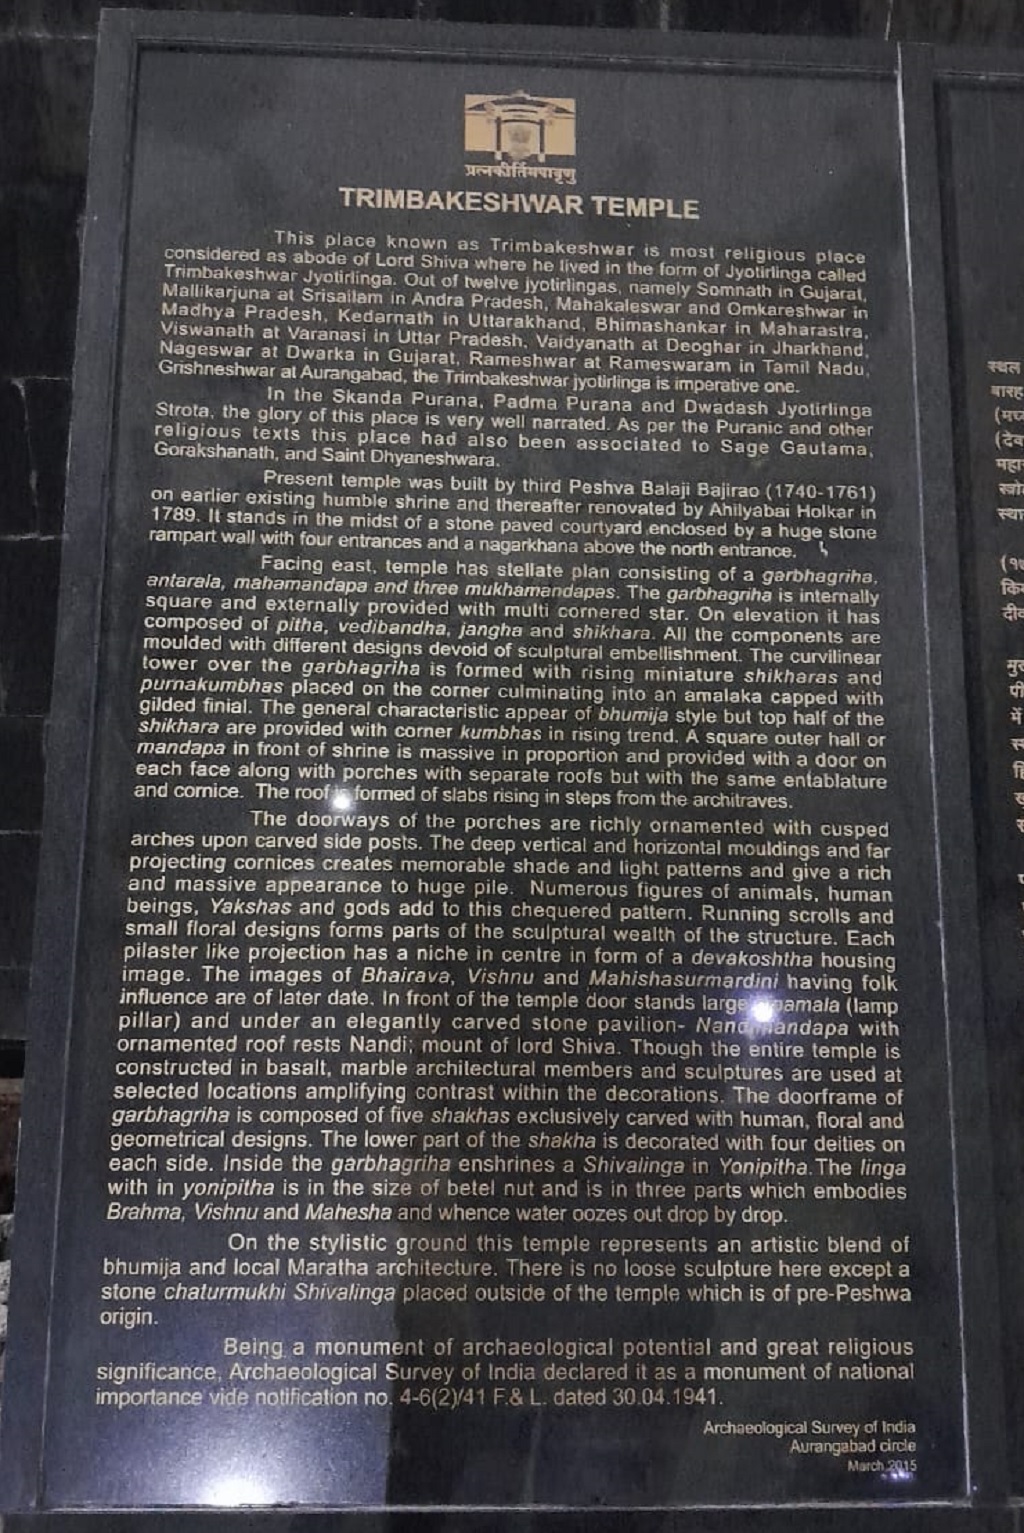 प्रत्नकीर्तिमपावृणु
TRIMBAKESHWAR TEMPLE
This place known as Trimbakeshwar is most religious place
considered as abode of Lord Shiva where he lived in the form of Jyotirlinga called
Trimbakeshwar Jyotirlinga. Out of twelve jyotirlingas, namely Somnath in Gujarat,
Mallikarjuna at Srisailam in Andra Pradesh, Mahakaleswar and Omkareshwar in
Madhya Pradesh, Kedarnath in Uttarakhand, Bhimashankar in Maharastra,
Viswanath at Varanasi in Uttar Pradesh, Vaidyanath at Deoghar in Jharkhand,
Nageswar at Dwarka in Gujarat, Rameshwar at Rameswaram in Tamil Nadu,
Grishneshwar at Aurangabad, the Trimbakeshwar jyotirlinga is imperative one.
In the Skanda Purana, Padma Purana and Dwadash Jyotirlinga
Strota, the glory of this place is very well narrated. As per the Puranic and other
religious texts this place had also been associated to Sage Gautama,
Gorakshanath, and Saint Dhyaneshwara.
Present temple was built by third Peshva Balaji Bajirao (1740-1761)
on earlier existing humble shrine and thereafter renovated by Ahilyabai Holkar in
1789. It stands in the midst of a stone paved courtyard enclosed by a huge stone
rampart wall with four entrances and a nagarkhana above the north entrance.
Facing east, temple has stellate plan consisting of a garbhagriha,
antarala, mahamandapa and three mukhamandapas. The garbhagriha is internally
square and externally provided with multi cornered star. On elevation it has
composed of pitha, vedibandha, jangha and shikhara. All the components are
moulded with different designs devoid of sculptural embellishment. The curvilinear
tower over the garbhagriha is formed with rising miniature shikharas and
purnakumbhas placed on the corner culminating into an amalaka capped with
gilded finial. The general characteristic appear of bhumija style but top half of the
shikhara are provided with corner kumbhas in rising trend. A square outer hall or
mandapa in front of shrine is massive in proportion and provided with a door on
each face along with porches with separate roofs but with the same entablature
and cornice. The roof formed of slabs rising in steps from the architraves.
The doorways of the porches are richly ornamented with cusped
arches upon carved side posts. The deep vertical and horizontal mouldings and far
projecting cornices creates memorable shade and light patterns and give a rich
and massive appearance to huge pile. Numerous figures of animals, human
beings, Yakshas and gods add to this chequered pattern. Running scrolls and
small floral designs forms parts of the sculptural wealth of the structure. Each
pilaster like projection has a niche in centre in form of a devakoshtha housing
image. The images of Bhairava, Vishnu and Mahishasurmardini having folk
influence are of later date. In front of the temple door stands large (lamp
pillar) and under an elegantly carved stone pavilion- with
ornamented roof rests Nandi; mount of lord Shiva. Though the entire temple is
constructed in basalt, marble architectural members and sculptures are used at
selected locations amplifying contrast within the decorations. The doorframe of
garbhagriha is composed of five shakhas exclusively carved with human, floral and
geometrical designs. The lower part of the shakha is decorated with four deities on
each side. Inside the garbhagriha enshrines a Shivalinga in Yonipitha.The linga
with in yonipitha is in the size of betel nut and is in three parts which embodies
Brahma, Vishnu and Mahesha and whence water oozes out drop by drop.
On the stylistic ground this temple represents an artistic blend of
bhumija and local Maratha architecture. There is no loose sculpture here except a
stone chaturmukhi Shivalinga placed outside of the temple which is of pre-Peshwa
origin.
Being a monument of archaeological potential and great religious
significance, Archaeological Survey of India declared it as a monument of national
importance vide notification no. 4-6(2)/41 F.& L. dated 30.04.1941.
Archaeological Survey of India
Aurangabad circle
March 2015
स्थल
बारह